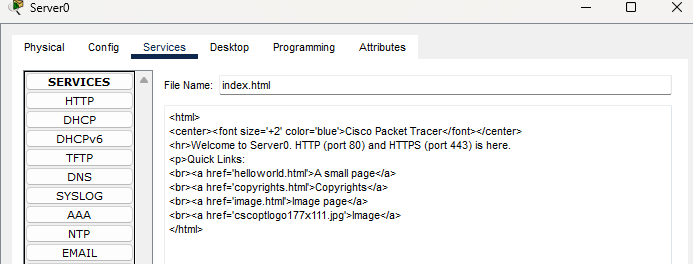 Server0
Physical Config Services Desktop Programming Attributes
SERVICES
HTTP
DHCP
DHCPv6
TFTP
DNS
SYSLOG
AAA
NTP
EMAIL
File Name: index.html
<html>
<center><font size='+2' color='blue'>Cisco Packet Tracer</font></center>
<hr>Welcome to Server0. HTTP (port 80) and HTTPS (port 443) is here.
<p>Quick Links:
<br><a href='helloworld.html'>A small page</a>
<br><a href='copyrights.html'>Copyrights</a>
<br><a href='image.html'>Image page</a>
<br><a href='cscoptlogo177x111.jpg'>Image</a>
</html>